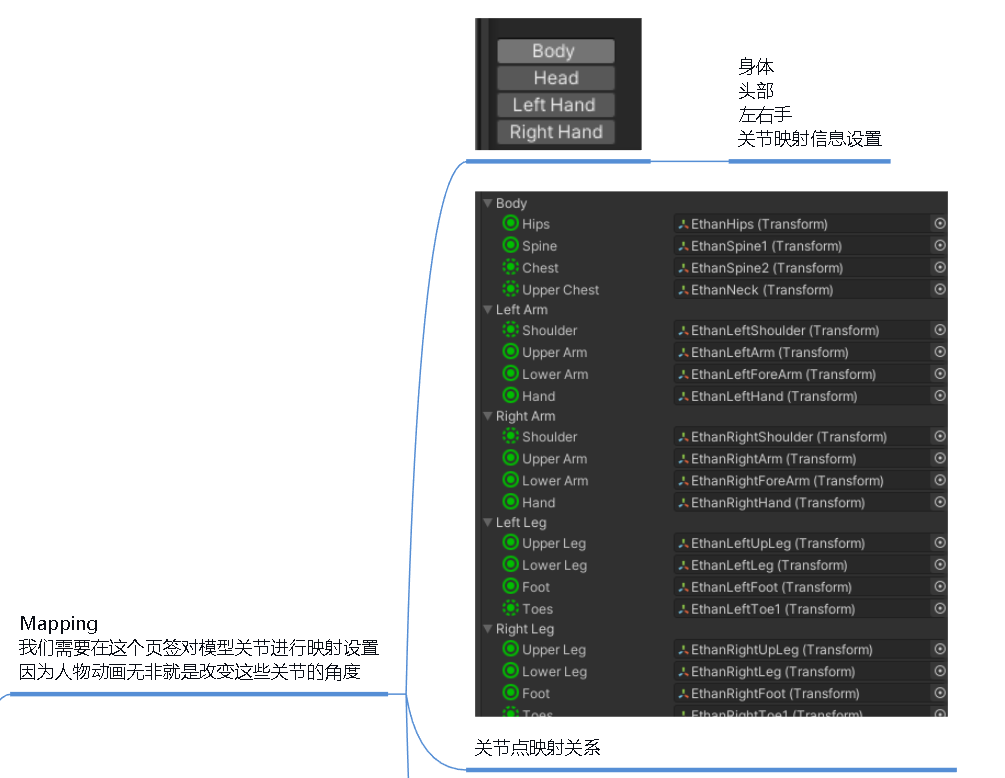 Body
Head
Left Hand
Right Hand
身体
头部
左右手
关节映射信息设置
Body
Hips EthanHips (Transform)
Spine EthanSpine1 (Transform)
Chest EthanSpine2 (Transform)
Upper Chest EthanNeck (Transform)
Left Arm
Shoulder EthanLeftShoulder (Transform)
Upper Arm EthanLeftArm (Transform)
Lower Arm EthanLeftForeArm (Transform)
Hand EthanLeftHand (Transform)
Right Arm
Shoulder EthanRightShoulder (Transform)
Upper Arm EthanRightArm (Transform)
Lower Arm EthanRightForeArm (Transform)
Hand EthanRightHand (Transform)
Left Leg
Upper Leg EthanLeftUpLeg (Transform)
Lower Leg EthanLeftLeg (Transform)
Foot EthanLeftFoot (Transform)
Toes EthanLeftToe1 (Transform)
Right Leg
Upper Leg EthanRightUpLeg (Transform)
Lower Leg EthanRightLeg (Transform)
Foot EthanRightFoot (Transform)
Toes EthanRightToe1 (Transform)
Mapping
我们需要在这个页签对模型关节进行映射设置
因为人物动画无非就是改变这些关节的角度
关节点映射关系